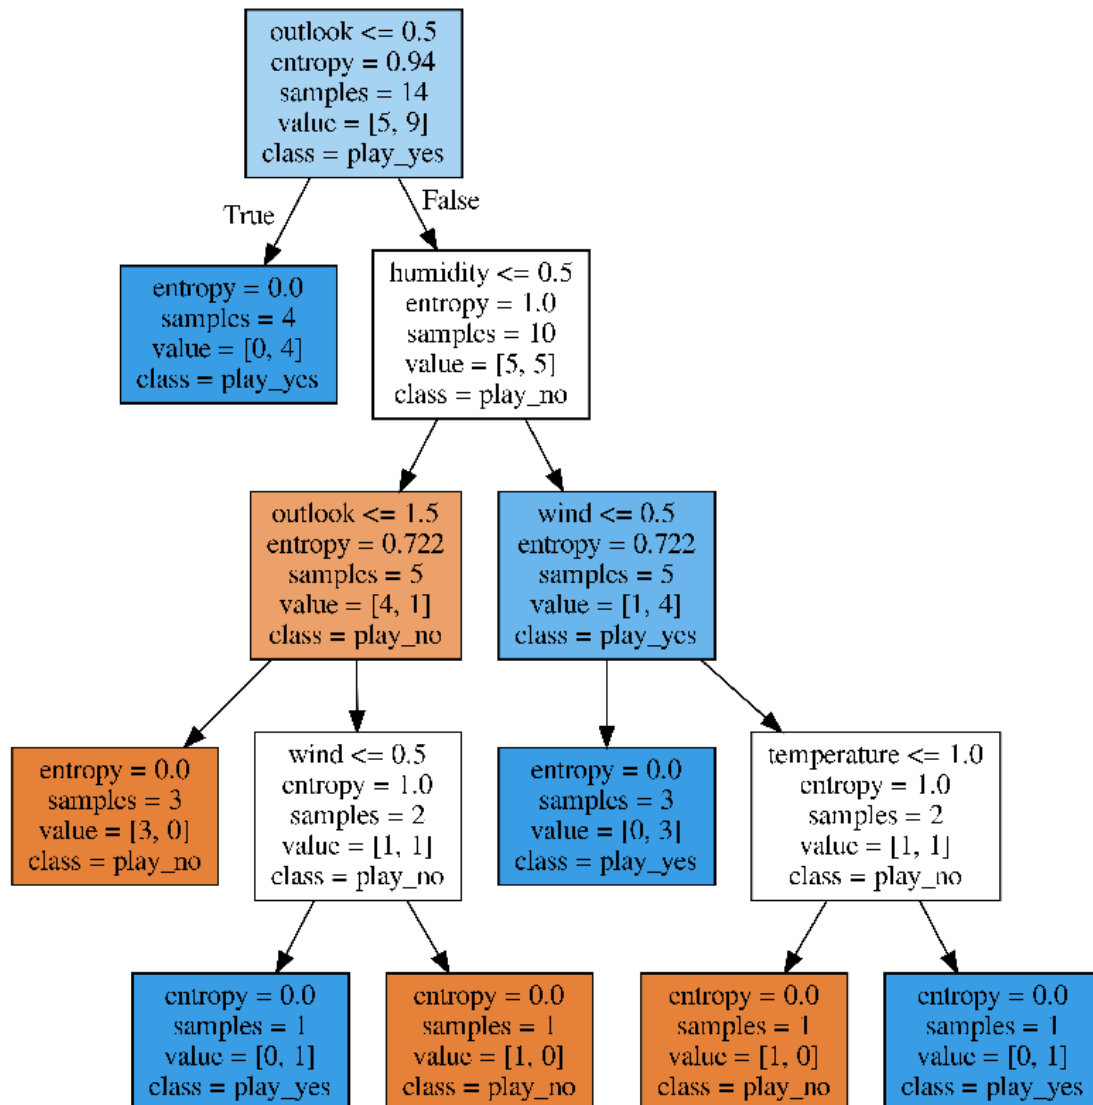 outlook <= 0.5
entropy = 0.94
samples = 14
value = [5, 9]
class = play_yes
True
False
entropy = 0.0
samples = 4
value = [0, 4]
class = play_yes
humidity <= 0.5
entropy = 1.0
samples = 10
value = [5, 5]
class = play_no
outlook <= 1.5
entropy = 0.722
samples = 5
value = [4, 1]
class = play_no
wind <= 0.5
entropy = 0.722
samples = 5
value = [1, 4]
class = play_yes
entropy = 0.0
samples = 3
value = [3, 0]
class = play_no
wind <= 0.5
entropy = 1.0
samples = 2
value = [1, 1]
class = play_no
entropy = 0.0
samples = 3
value = [0, 3]
class = play_yes
temperature <= 1.0
entropy = 1.0
samples = 2
value = [1, 1]
class = play_no
entropy = 0.0
samples = 1
value = [0, 1]
class = play_yes
entropy = 0.0
samples = 1
value = [1, 0]
class = play_no
entropy = 0.0
samples = 1
value = [1, 0]
class = play_no
entropy = 0.0
samples = 1
value = [0, 1]
class = play_yes